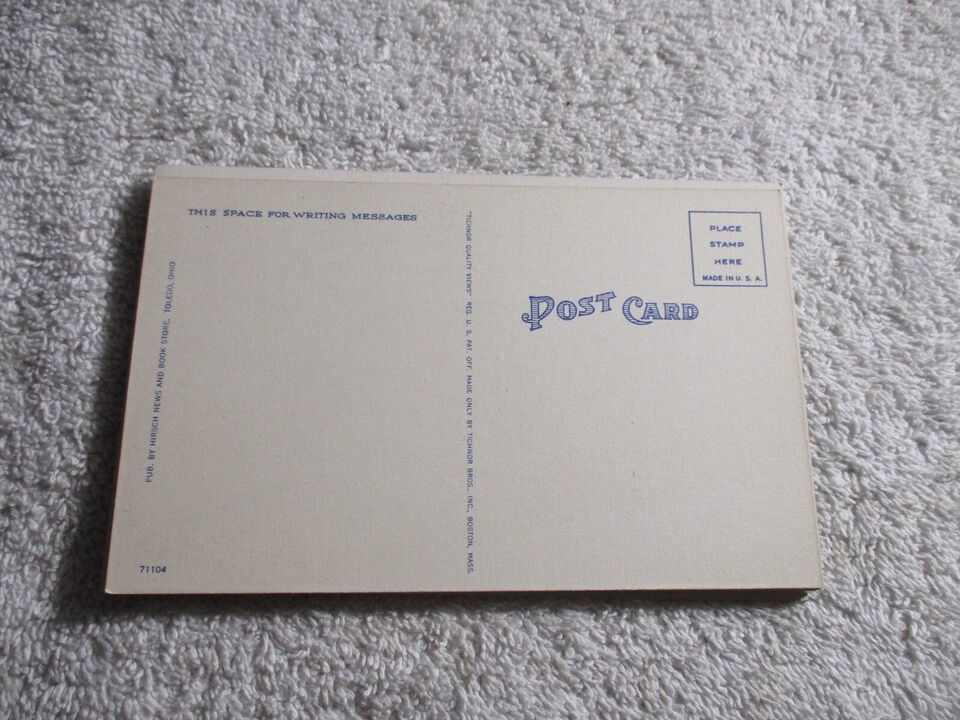 THIS SPACE FOR WRITING MESSAGES
PUB. BY HIRSCH NEWS AND BOOK STORE, TOLEDO, OHIO
71104
"TICHNOR QUALITY VIEWS" REG. U. S. PAT. OFF. MADE ONLY BY TICHNOR BROS., INC., BOSTON, MASS.
PLACE
STAMP
HERE
MADE IN U. S. A.
POST CARD